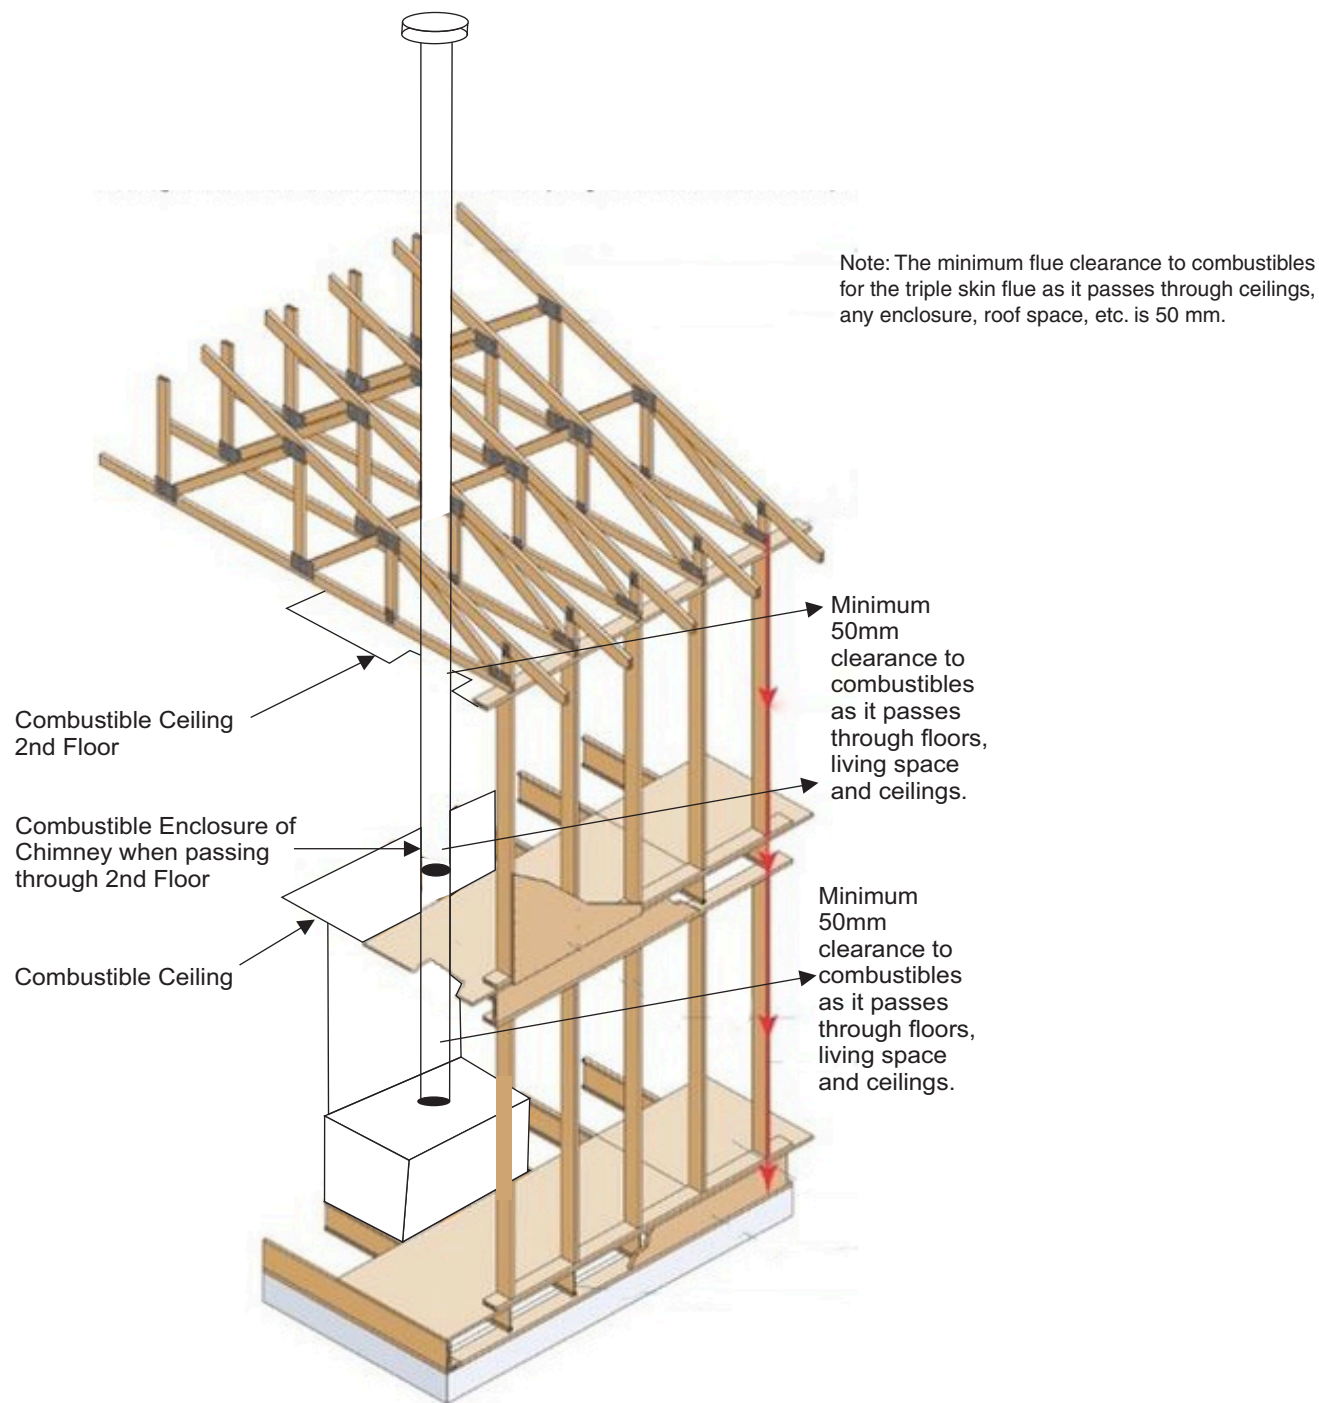 Note: The minimum flue clearance to combustibles
for the triple skin flue as it passes through ceilings,
any enclosure, roof space, etc. is 50 mm.
Minimum
50mm
clearance to
combustibles
as it passes
through floors,
living space
and ceilings.
Combustible Ceiling
2nd Floor
Combustible Enclosure of
Chimney when passing
through 2nd Floor
Minimum
50mm
clearance to
combustibles
as it passes
through floors,
living space
and ceilings.
Combustible Ceiling